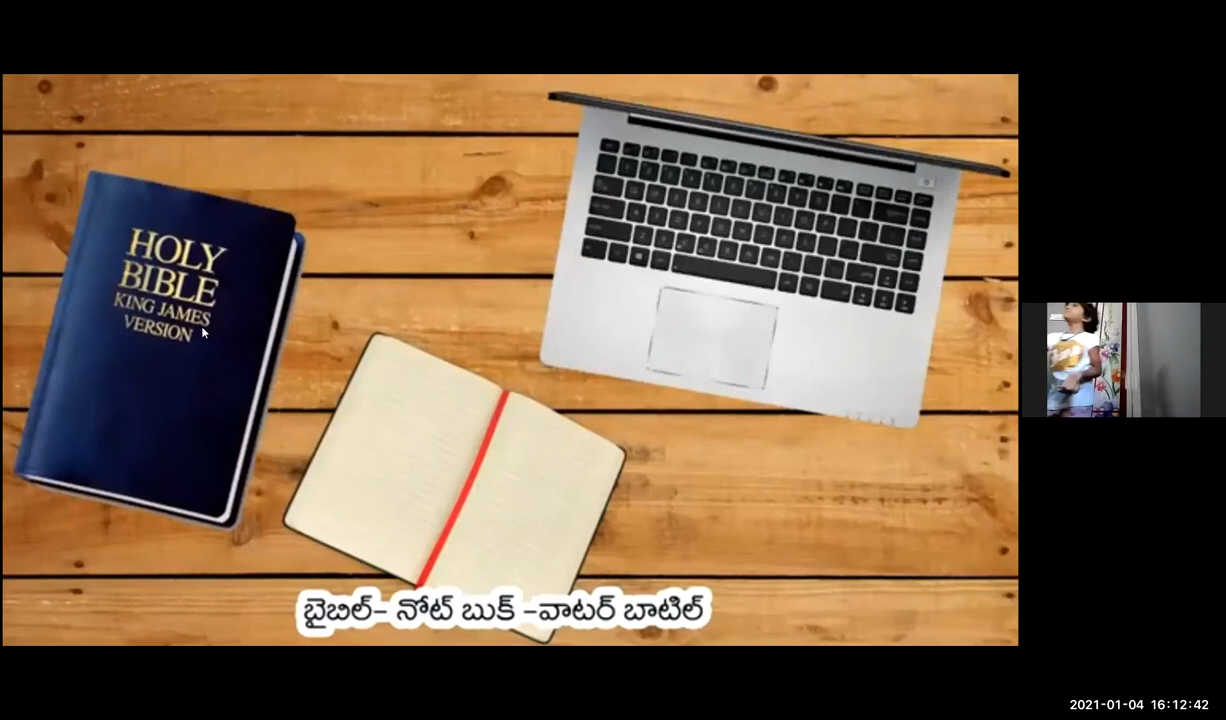 HOLY
BIBLE
KING JAMES
VERSION
బైబిల్- నోట్ బుక్ -వాటర్ బాటిల్
2021-01-04 16:12:42